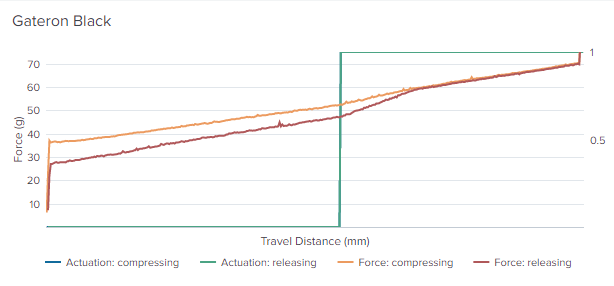 Gateron Black
70
60
50
40
30
20
10
Force (g)
1
0.5
Travel Distance (mm)
Actuation: compressing Actuation: releasing Force: compressing Force: releasing